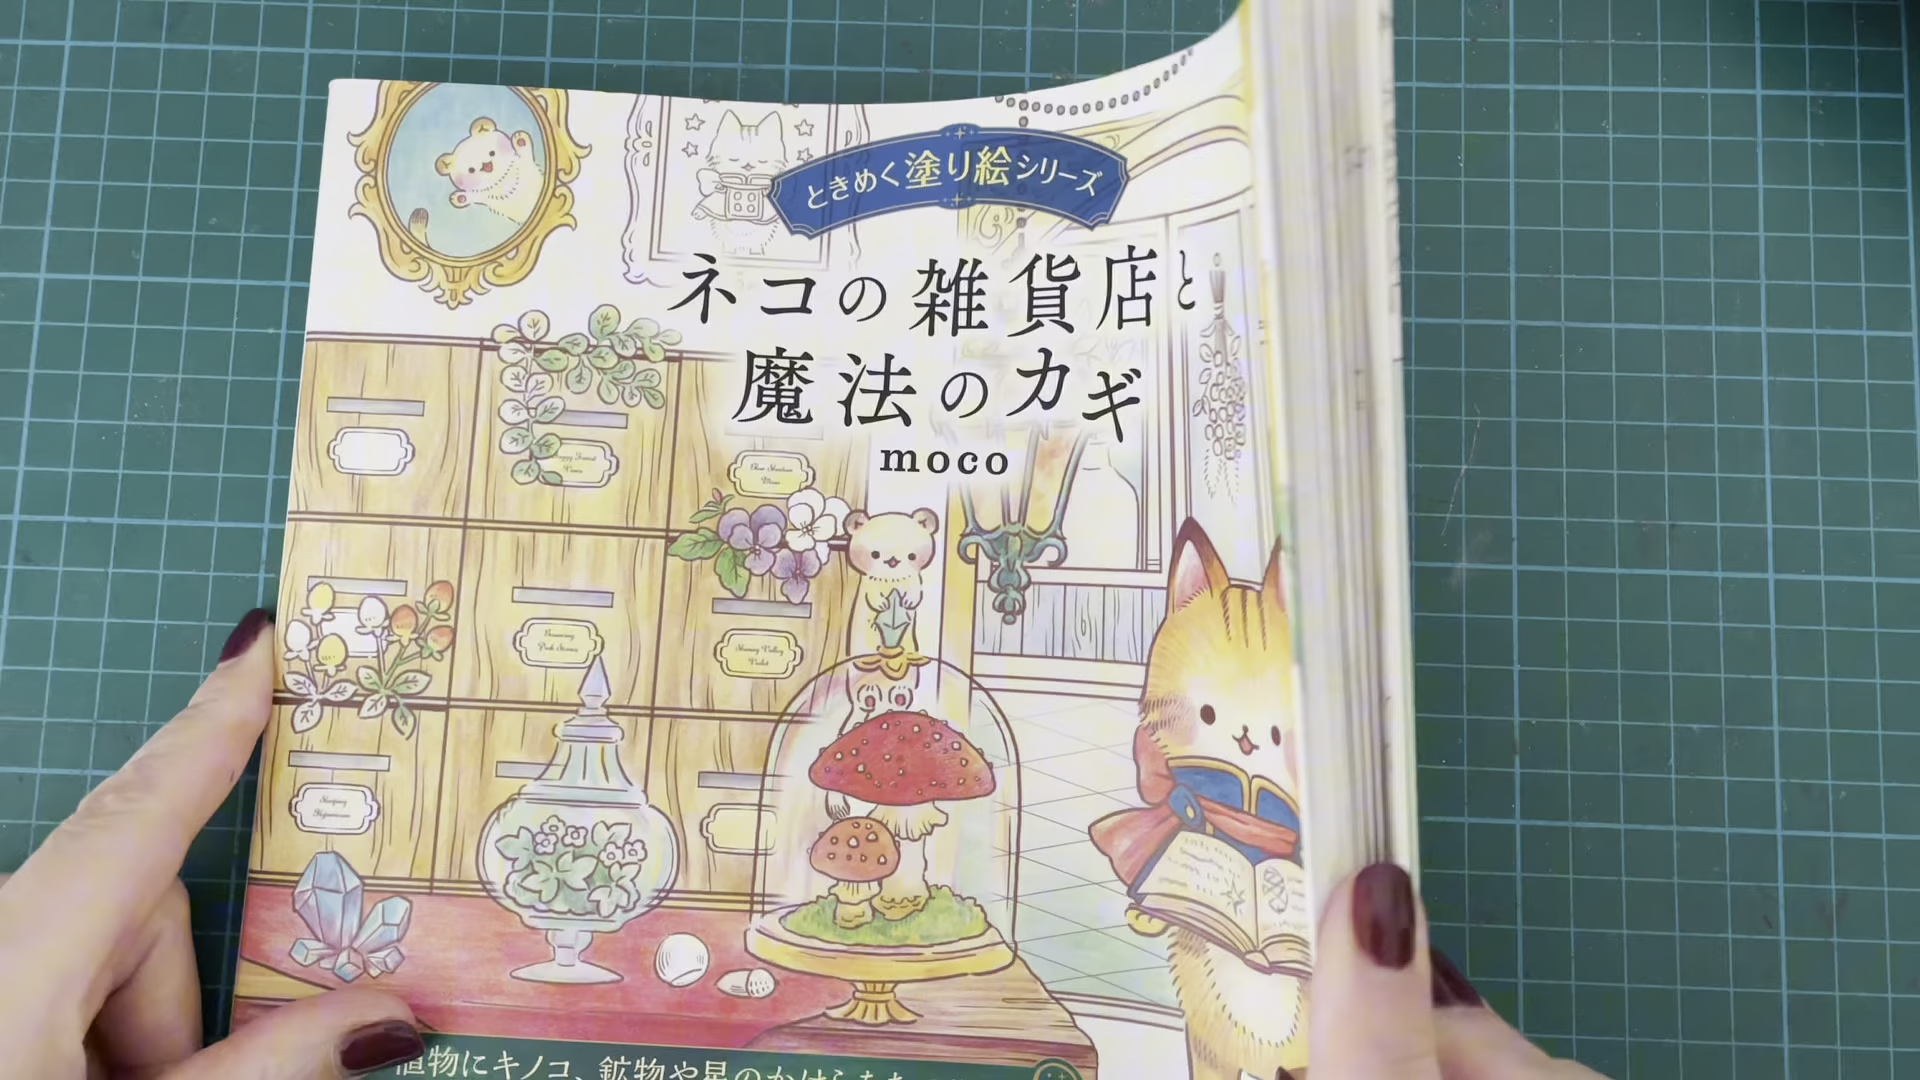 ときめく塗り絵シリーズ
ネコの雑貨店と
魔法のカギ
moco
植物にキノコ、鉱物や星のかけらもあ